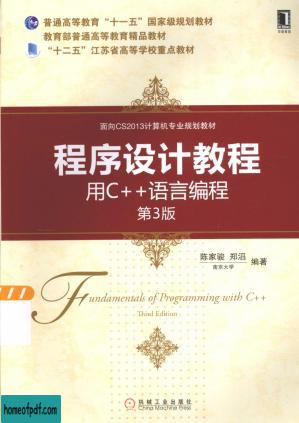 普通高等教育“十一五”国家级规划教材
教育部普通高等教育精品教材
“十二五”江苏省高等学校重点教材
面向CS2013计算机专业规划教材
程序设计教程
用C++语言编程
第3版
陈家骏 郑滔 编著
南京大学
Fundamentals of Programming with C++
Third Edition
机械工业出版社
China Machine Press
homeofpdf.com
homeofpdf.com